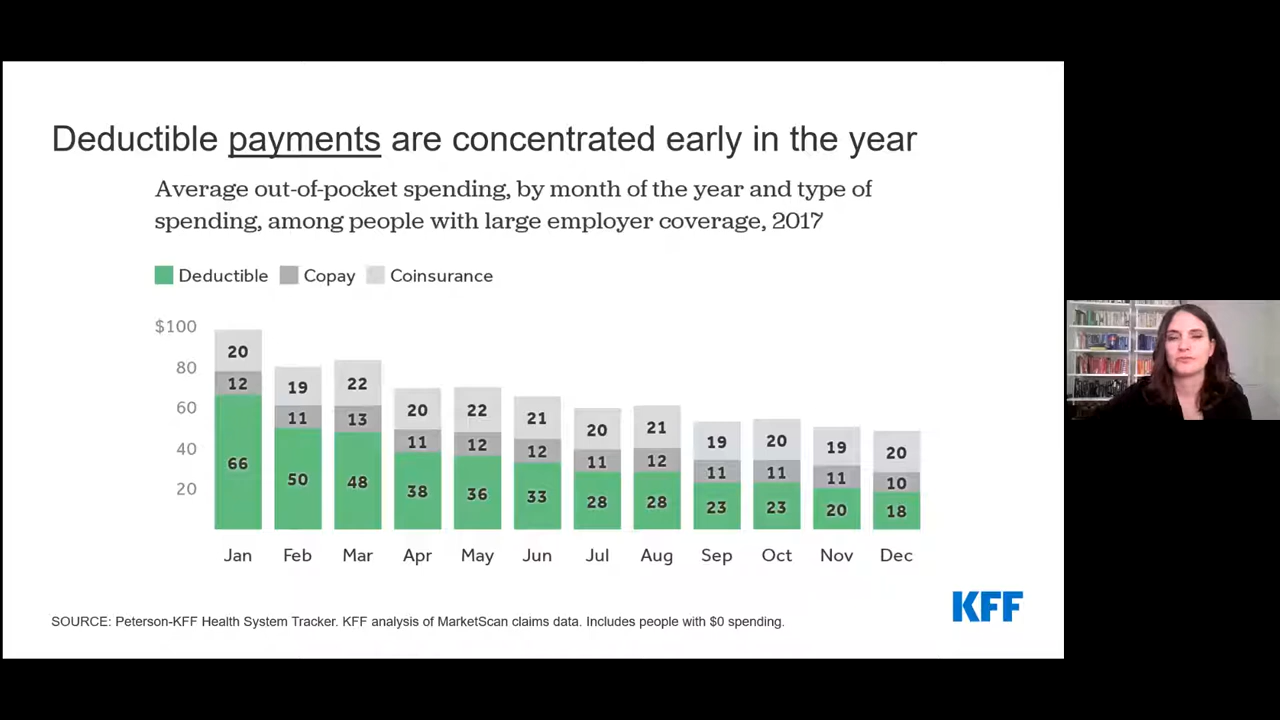 Deductible payments are concentrated early in the year
Average out-of-pocket spending, by month of the year and type of
spending, among people with large employer coverage, 2017
Deductible Copay Coinsurance
$100
80
60
40
20
20 19 22 20 22 21 20 21 19 20 19 20
12 11 13 11 12 12 11 12 11 11 11 10
66 50 48 38 36 33 28 28 23 23 20 18
Jan Feb Mar Apr May Jun Jul Aug Sep Oct Nov Dec
SOURCE: Peterson-KFF Health System Tracker. KFF analysis of MarketScan claims data. Includes people with $0 spending.
KFF